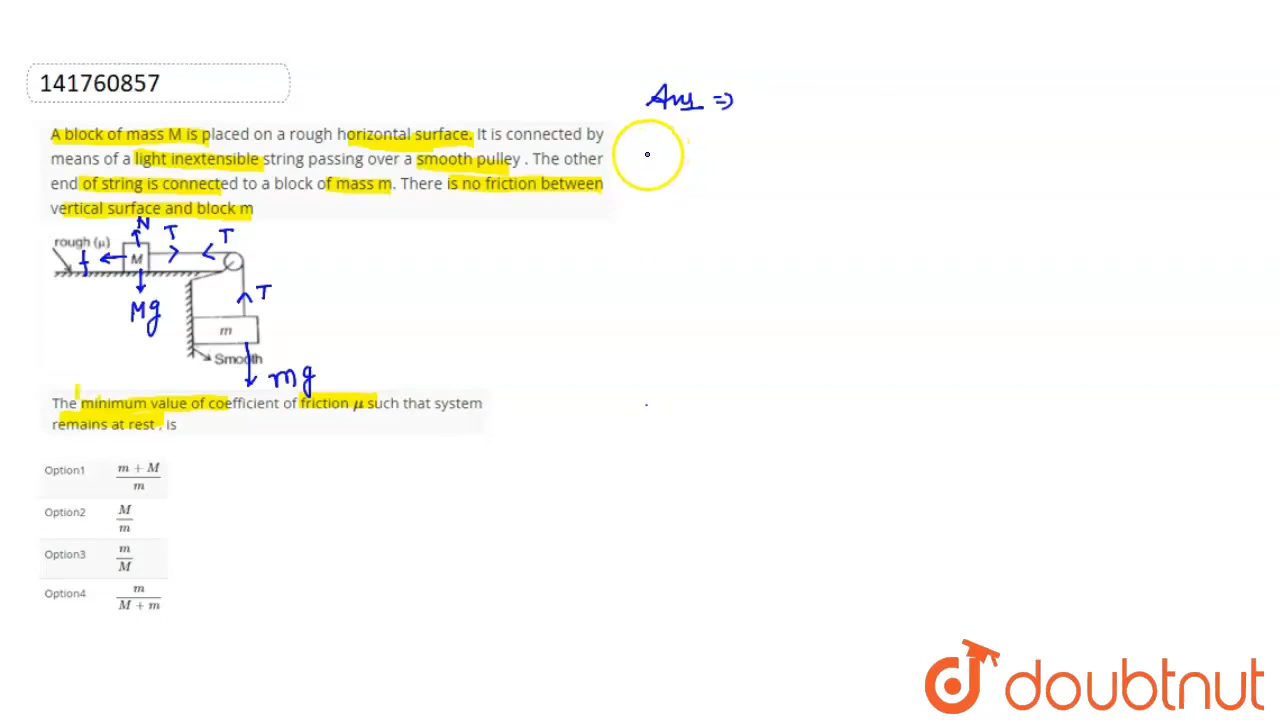 141760857
Ans ⇒
A block of mass M is placed on a rough horizontal surface. It is connected by
means of a light inextensible string passing over a smooth pulley . The other
end of string is connected to a block of mass m. There is no friction between
vertical surface and block m
N
T T
rough (μ)
f M
T
Mg
m
Smooth
mg
The minimum value of coefficient of friction μ such that system
remains at rest , is
Option1 m + M / m
Option2 M / m
Option3 m / M
Option4 m / M + m
doubtnut